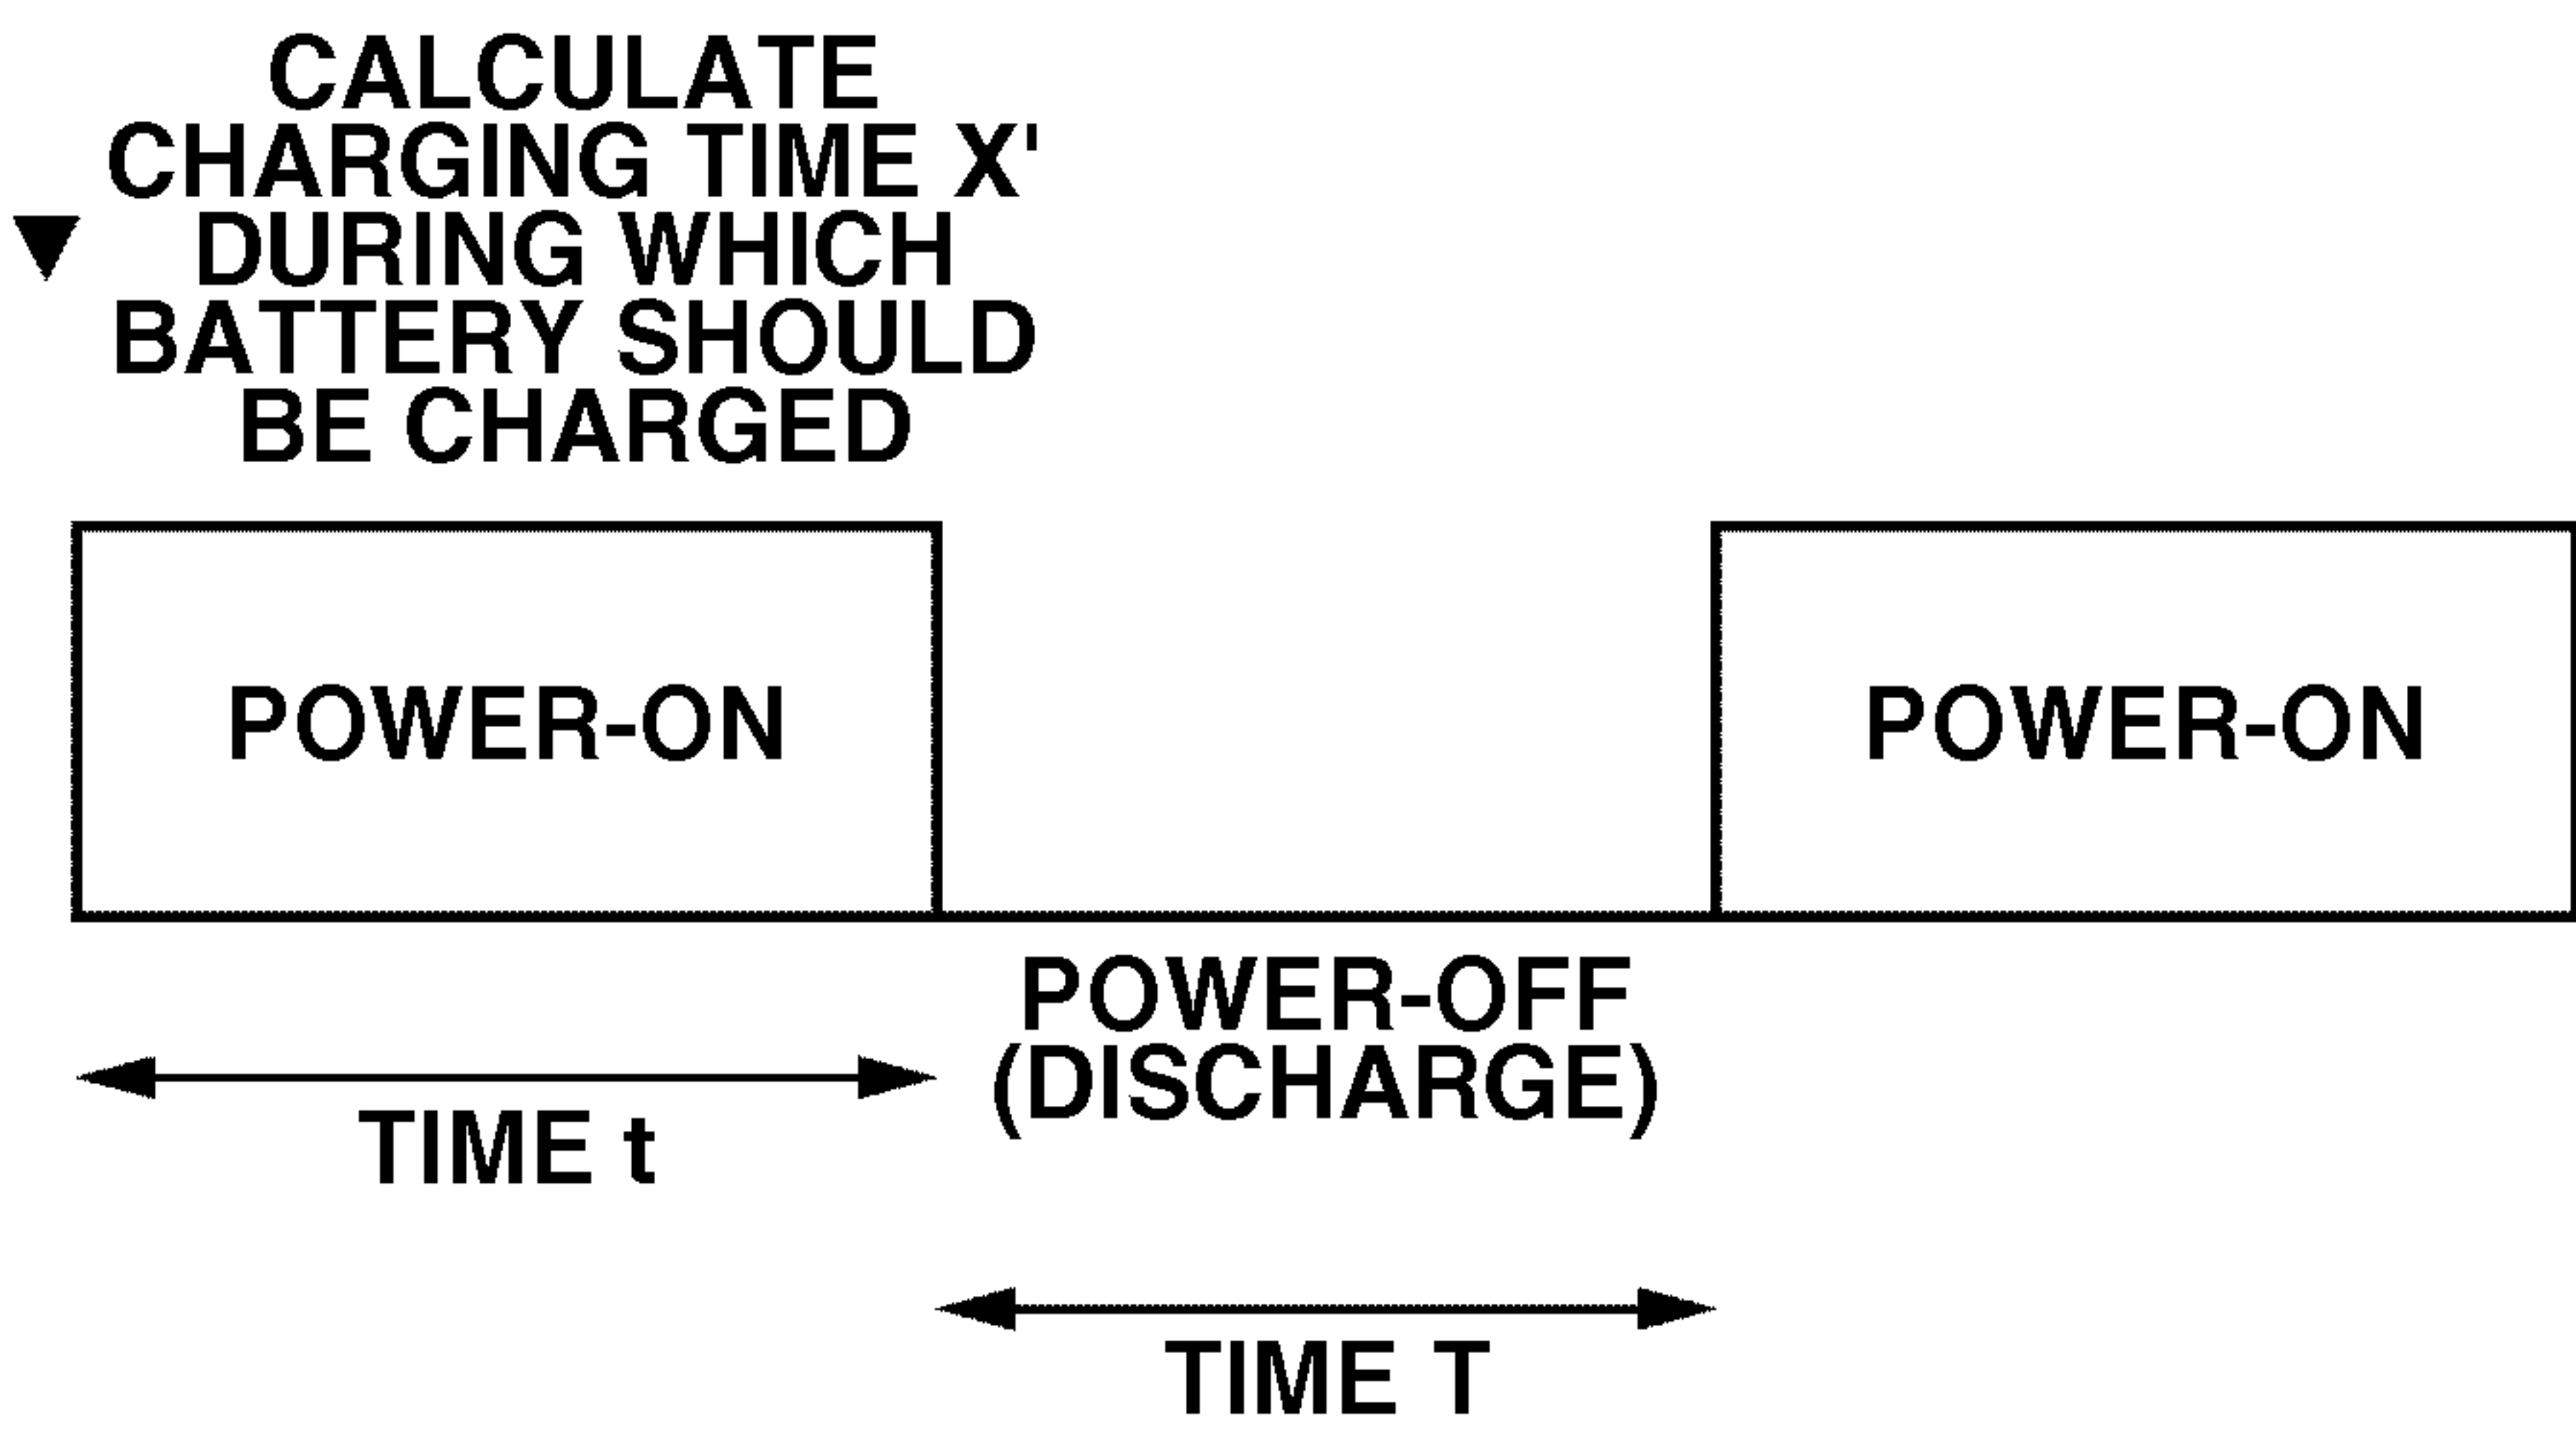 CALCULATE
CHARGING TIME X'
DURING WHICH
BATTERY SHOULD
BE CHARGED
POWER-ON
POWER-ON
POWER-OFF
(DISCHARGE)
TIME t
TIME T